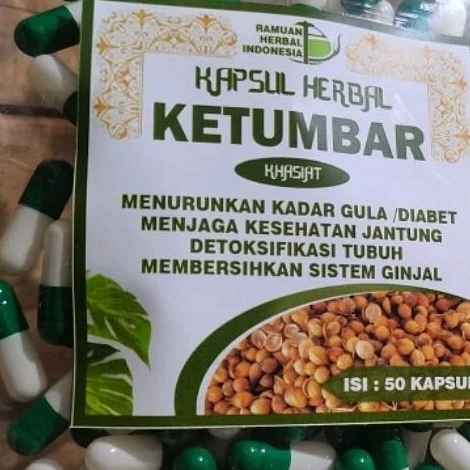 RAMUAN
HERBAL
INDONESIA
KAPSUL HERBAL
KETUMBAR
KHASIAT
MENURUNKAN KADAR GULA /DIABET
MENJAGA KESEHATAN JANTUNG
DETOKSIFIKASI TUBUH
MEMBERSIHKAN SISTEM GINJAL
ISI : 50 KAPSUL